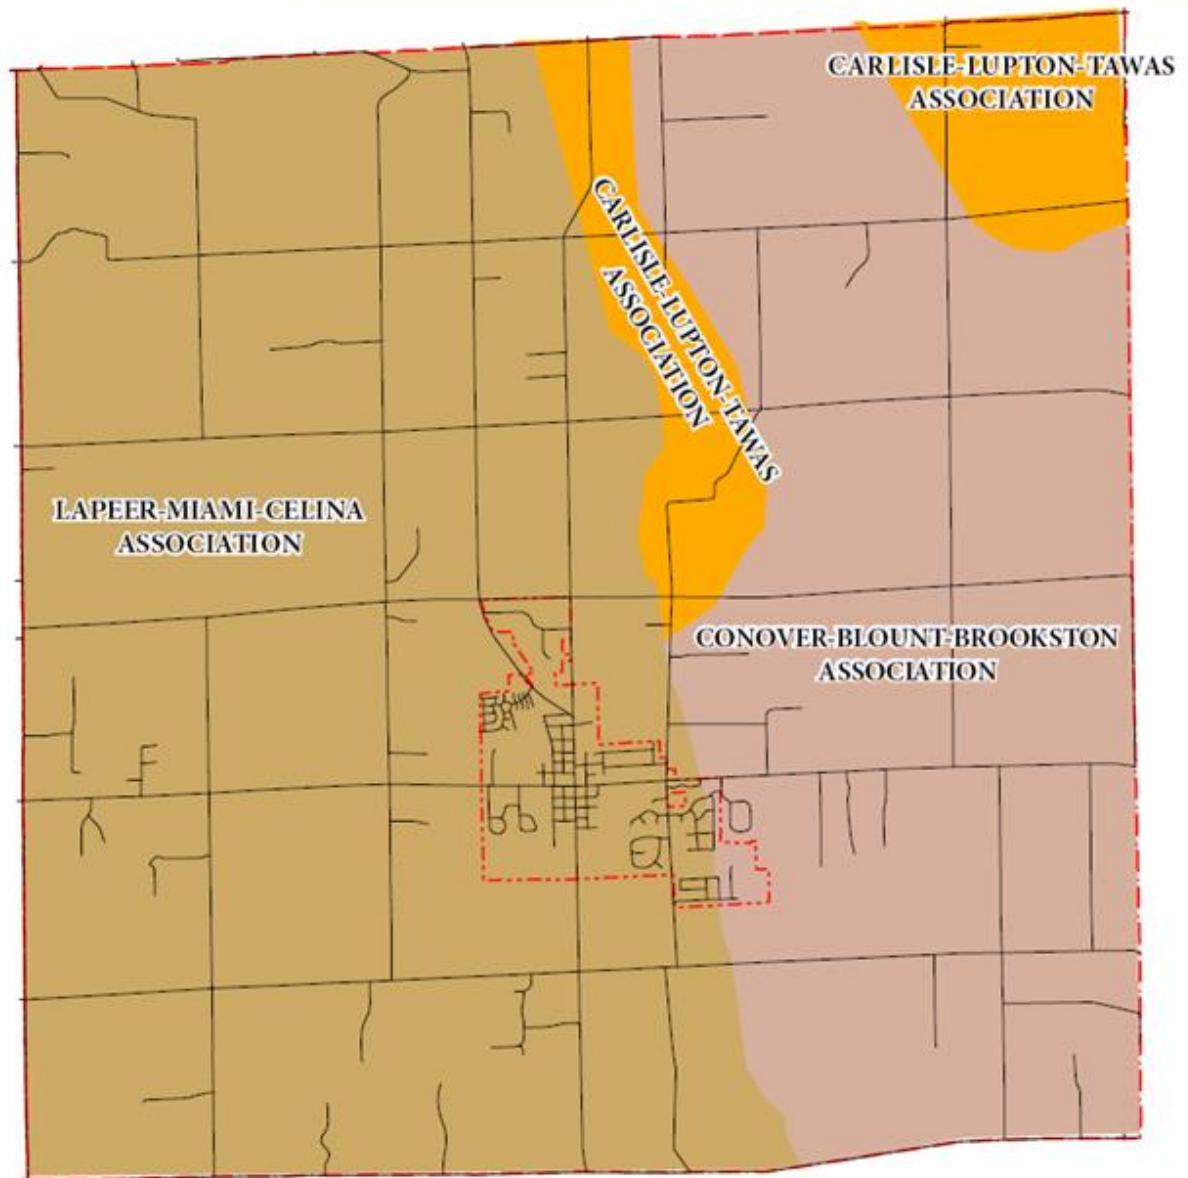 CARLISLE-LUPTON-TAWAS
ASSOCIATION
CARLISLE-LUPTON-TAWAS
ASSOCIATION
LAPEER-MIAMI-CELINA
ASSOCIATION
CONOVER-BLOUNT-BROOKSTON
ASSOCIATION